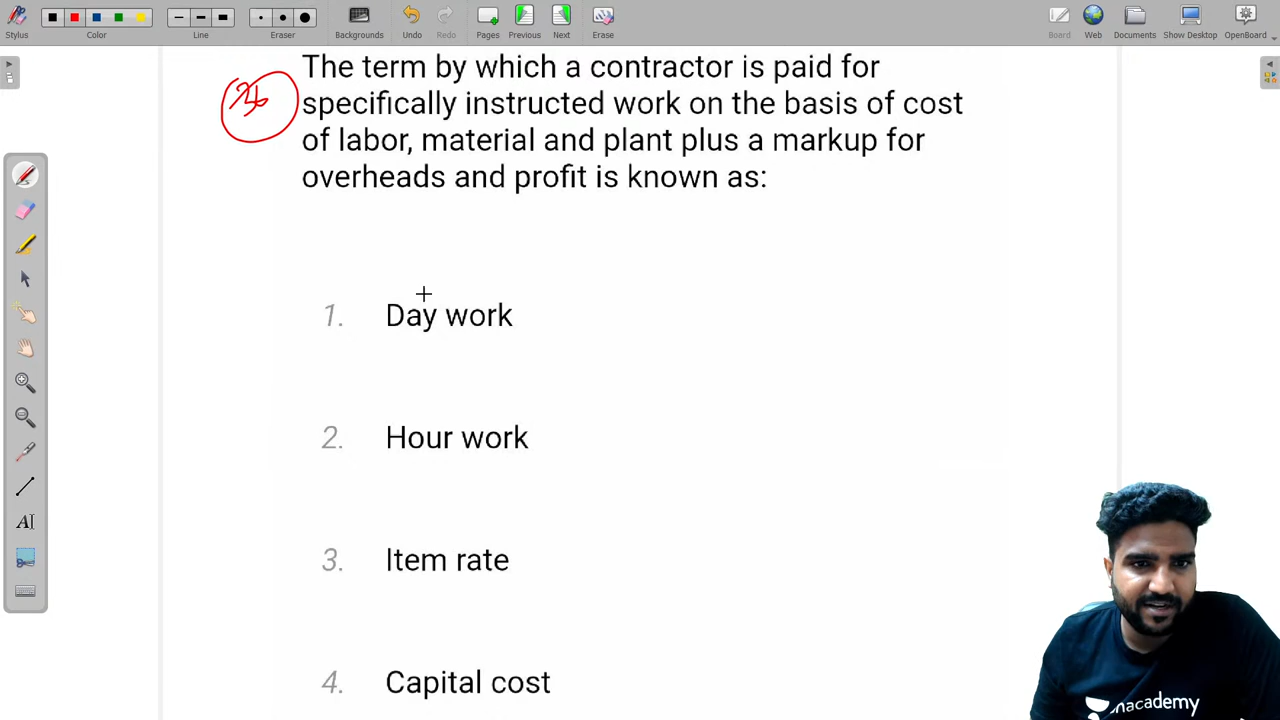 Stylus
Color
Line
Eraser
Backgrounds
Undo
Redo
Pages
Previous
Next
Erase
Board
Web
Documents
Show Desktop
OpenBoard
36
The term by which a contractor is paid for
specifically instructed work on the basis of cost
of labor, material and plant plus a markup for
overheads and profit is known as:
1. Day work
2. Hour work
3. Item rate
4. Capital cost
AI
unacademy